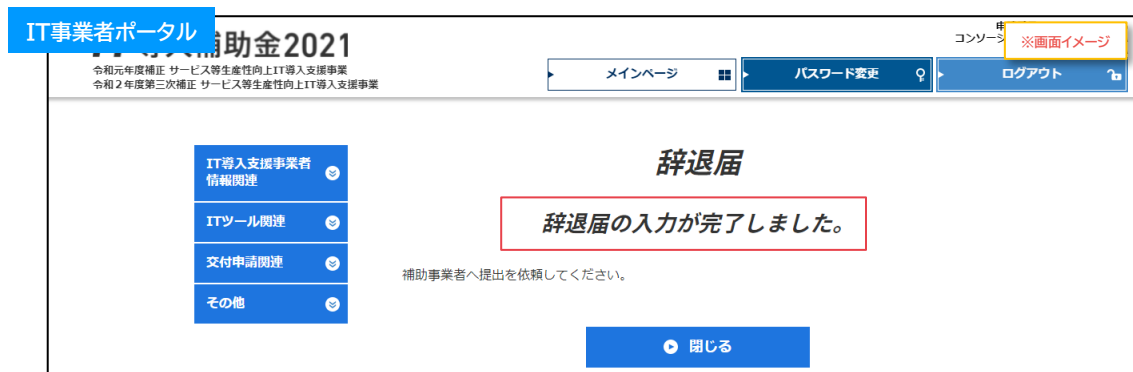 IT事業者ポータル
補助金2021
令和元年度補正 サービス等生産性向上IT導入支援事業
令和2年度第三次補正 サービス等生産性向上IT導入支援事業
コンソーシ
※画面イメージ
メインページ
パスワード変更
ログアウト
IT導入支援事業者
情報関連
ITツール関連
交付申請関連
その他
辞退届
辞退届の入力が完了しました。
補助事業者へ提出を依頼してください。
閉じる